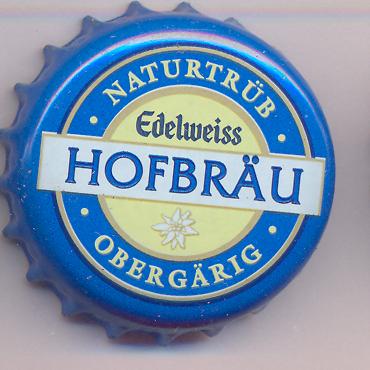 NATURTRÜB
Edelweiss
HOFBRÄU
OBERGÄRIG